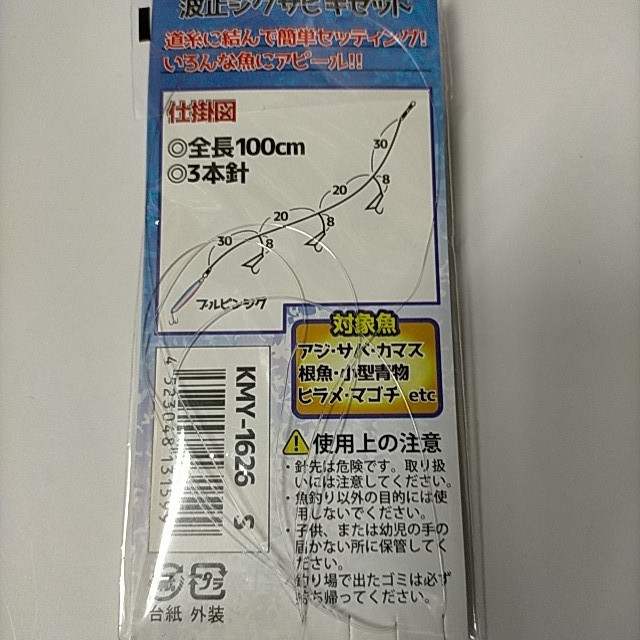 波止ジグサビキセット
道糸に結んで簡単セッティング!
いろんな魚にアピール!!
仕掛図
◎全長100cm
◎3本針
30
8
20
8
20
8
30
ブルピンジグ
対象魚
アジ・サバ・カマス
根魚・小型青物
ヒラメ・マゴチ etc
KMY-1626 S
使用上の注意
・針先は危険です。取り扱
いには注意してください。
・魚釣り以外の目的には使
用しないでください。
・子供、または幼児の手の
届かない所に保管してく
ださい。
釣り場で出たゴミは必ず
持ち帰ってください。
プラ
台紙 外装